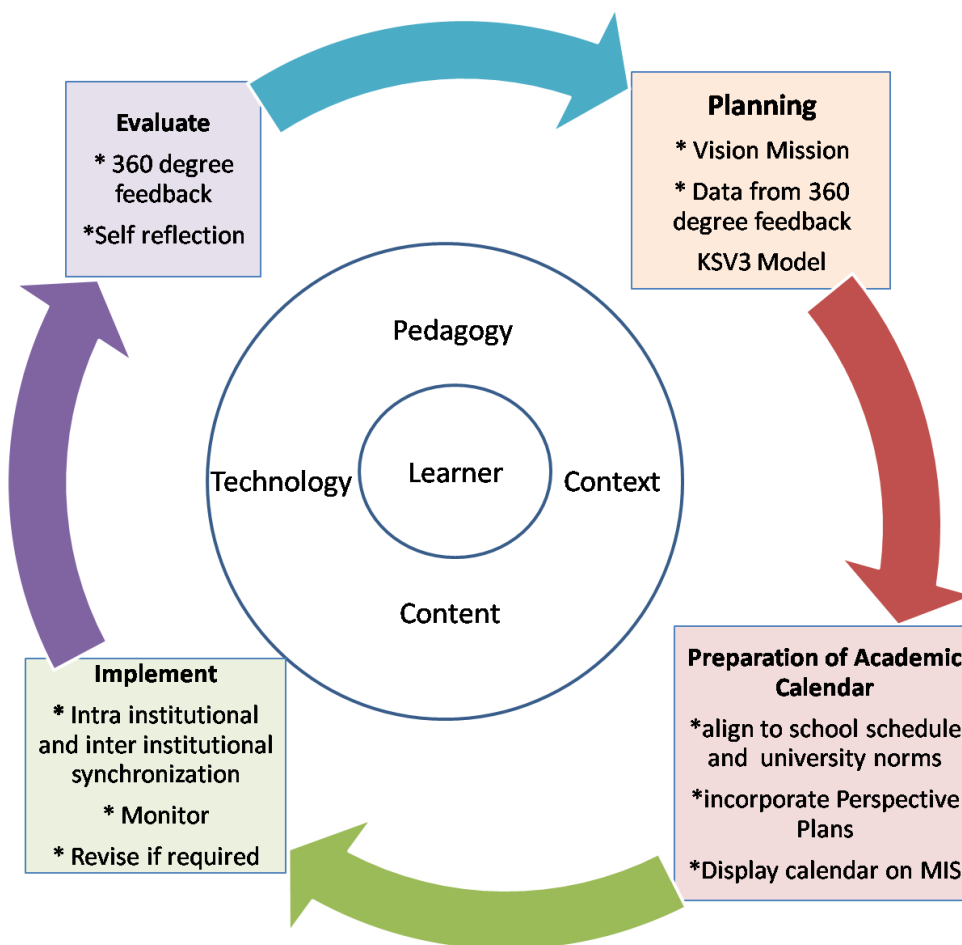 Evaluate
* 360 degree
feedback
*Self reflection
Planning
* Vision Mission
* Data from 360
degree feedback
KSV3 Model
Pedagogy
Technology
Learner
Context
Content
Implement
* Intra institutional
and inter institutional
synchronization
* Monitor
* Revise if required
Preparation of Academic
Calendar
*align to school schedule
and university norms
*incorporate Perspective
Plans
*Display calendar on MIS